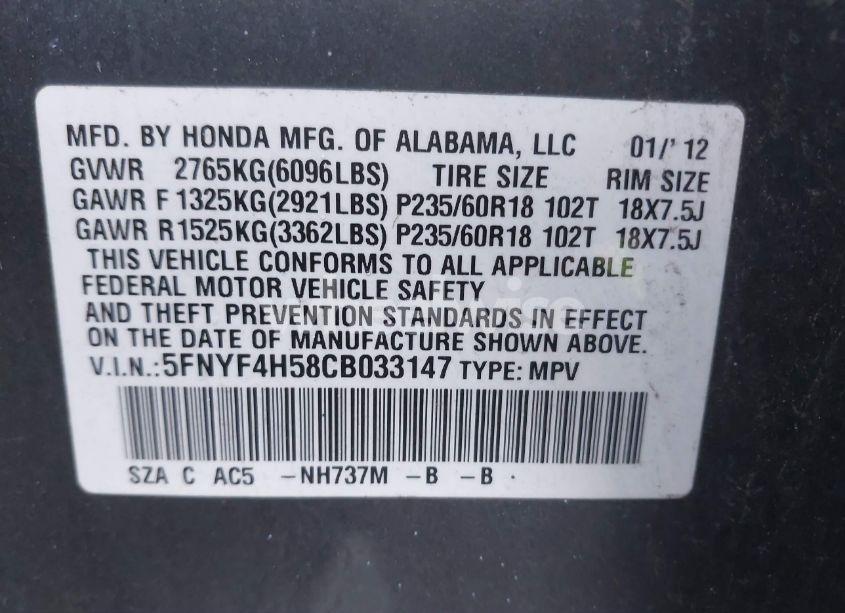 MFD. BY HONDA MFG. OF ALABAMA, LLC 01/' 12
GVWR 2765KG(6096LBS) TIRE SIZE RIM SIZE
GAWR F 1325KG(2921LBS) P235/60R18 102T 18X7.5J
GAWR R1525KG(3362LBS) P235/60R18 102T 18X7.5J
THIS VEHICLE CONFORMS TO ALL APPLICABLE
FEDERAL MOTOR VEHICLE SAFETY
AND THEFT PREVENTION STANDARDS IN EFFECT
ON THE DATE OF MANUFACTURE SHOWN ABOVE.
V.I.N.:5FNYF4H58CB033147 TYPE: MPV
SZA C AC5 -NH737M -B -B